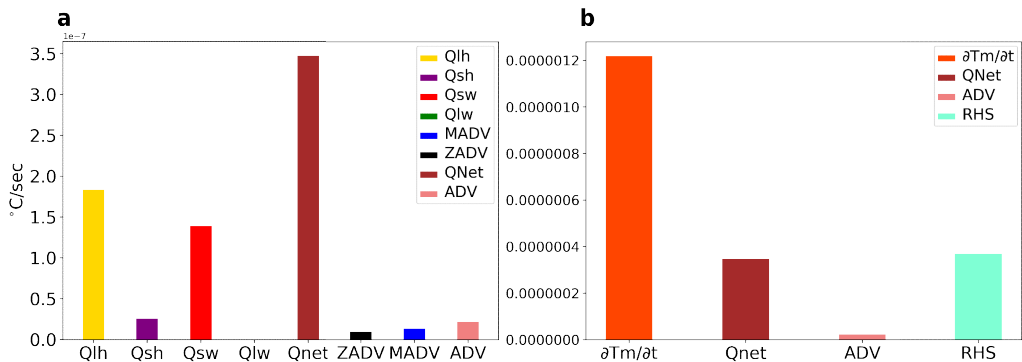 a
1e−7
°C/sec
3.5
3.0
2.5
2.0
1.5
1.0
0.5
0.0
Qlh
Qsh
Qsw
Qlw
MADV
ZADV
QNet
ADV
Qlh Qsh Qsw Qlw Qnet ZADV MADV ADV
b
0.0000012
0.0000010
0.0000008
0.0000006
0.0000004
0.0000002
0.0000000
∂Tm/∂t
QNet
ADV
RHS
∂Tm/∂t Qnet ADV RHS